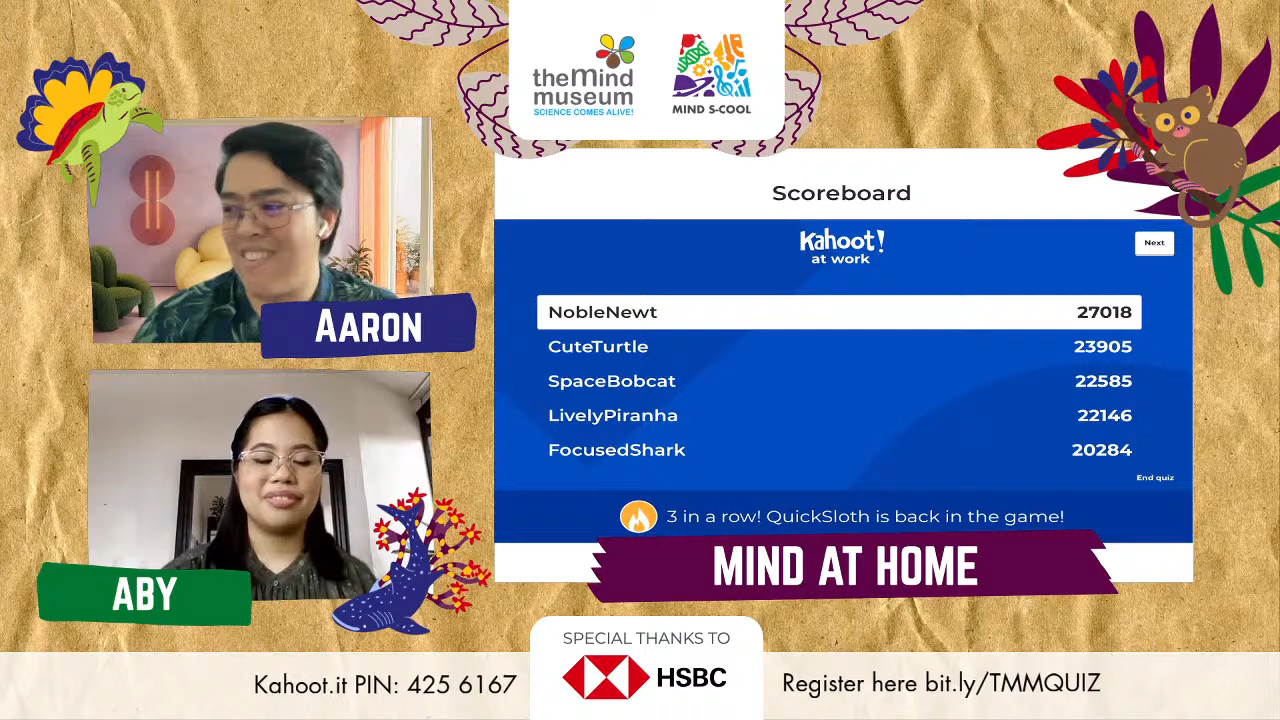 theMind
museum
SCIENCE COMES ALIVE!
MIND S-COOL
Scoreboard
Kahoot!
at work
Next
NobleNewt 27018
CuteTurtle 23905
SpaceBobcat 22585
LivelyPiranha 22146
FocusedShark 20284
End quiz
3 in a row! QuickSloth is back in the game!
AARON
ABY
MIND AT HOME
SPECIAL THANKS TO
HSBC
Kahoot.it PIN: 425 6167
Register here bit.ly/TMMQUIZ